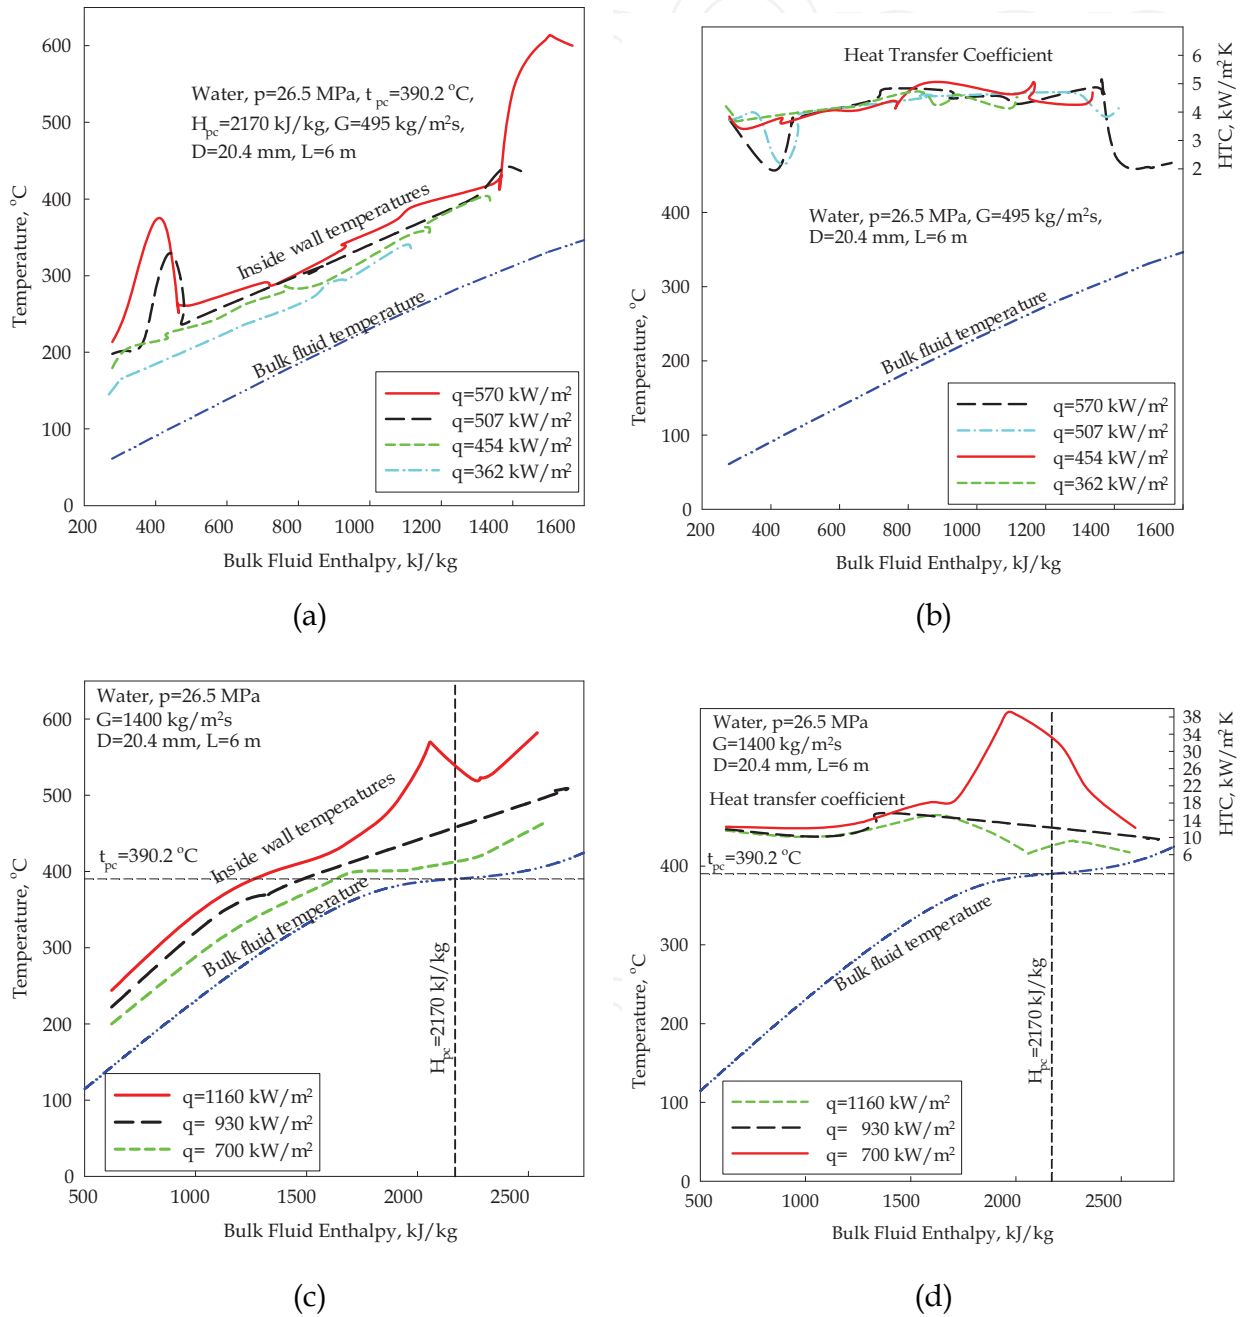 600
500
400
300
200
100
0
Temperature, °C
Water, p=26.5 MPa, t pc=390.2 °C,
Hpc=2170 kJ/kg, G=495 kg/m²s,
D=20.4 mm, L=6 m
Inside wall temperatures
Bulk fluid temperature
q=570 kW/m²
q=507 kW/m²
q=454 kW/m²
q=362 kW/m²
200 400 600 800 1000 1200 1400 1600
Bulk Fluid Enthalpy, kJ/kg
(a)
Heat Transfer Coefficient
6
5
4
3
2
HTC, kW/m² K
400
300
200
100
0
Temperature, °C
Water, p=26.5 MPa, G=495 kg/m²s,
D=20.4 mm, L=6 m
Bulk fluid temperature
q=570 kW/m²
q=507 kW/m²
q=454 kW/m²
q=362 kW/m²
200 400 600 800 1000 1200 1400 1600
Bulk Fluid Enthalpy, kJ/kg
(b)
Water, p=26.5 MPa
G=1400 kg/m²s
D=20.4 mm, L=6 m
600
500
400
300
200
100
0
Temperature, °C
Inside wall temperatures
tpc=390.2 °C
Bulk fluid temperature
Hpc=2170 kJ/kg
q=1160 kW/m²
q= 930 kW/m²
q= 700 kW/m²
500 1000 1500 2000 2500
Bulk Fluid Enthalpy, kJ/kg
(c)
Water, p=26.5 MPa
G=1400 kg/m²s
D=20.4 mm, L=6 m
38
34
30
26
22
18
14
10
6
HTC, kW/m² K
Heat transfer coefficient
tpc=390.2 °C
400
300
200
100
0
Temperature, °C
Bulk fluid temperature
Hpc=2170 kJ/kg
q=1160 kW/m²
q= 930 kW/m²
q= 700 kW/m²
500 1000 1500 2000 2500
Bulk Fluid Enthalpy, kJ/kg
(d)